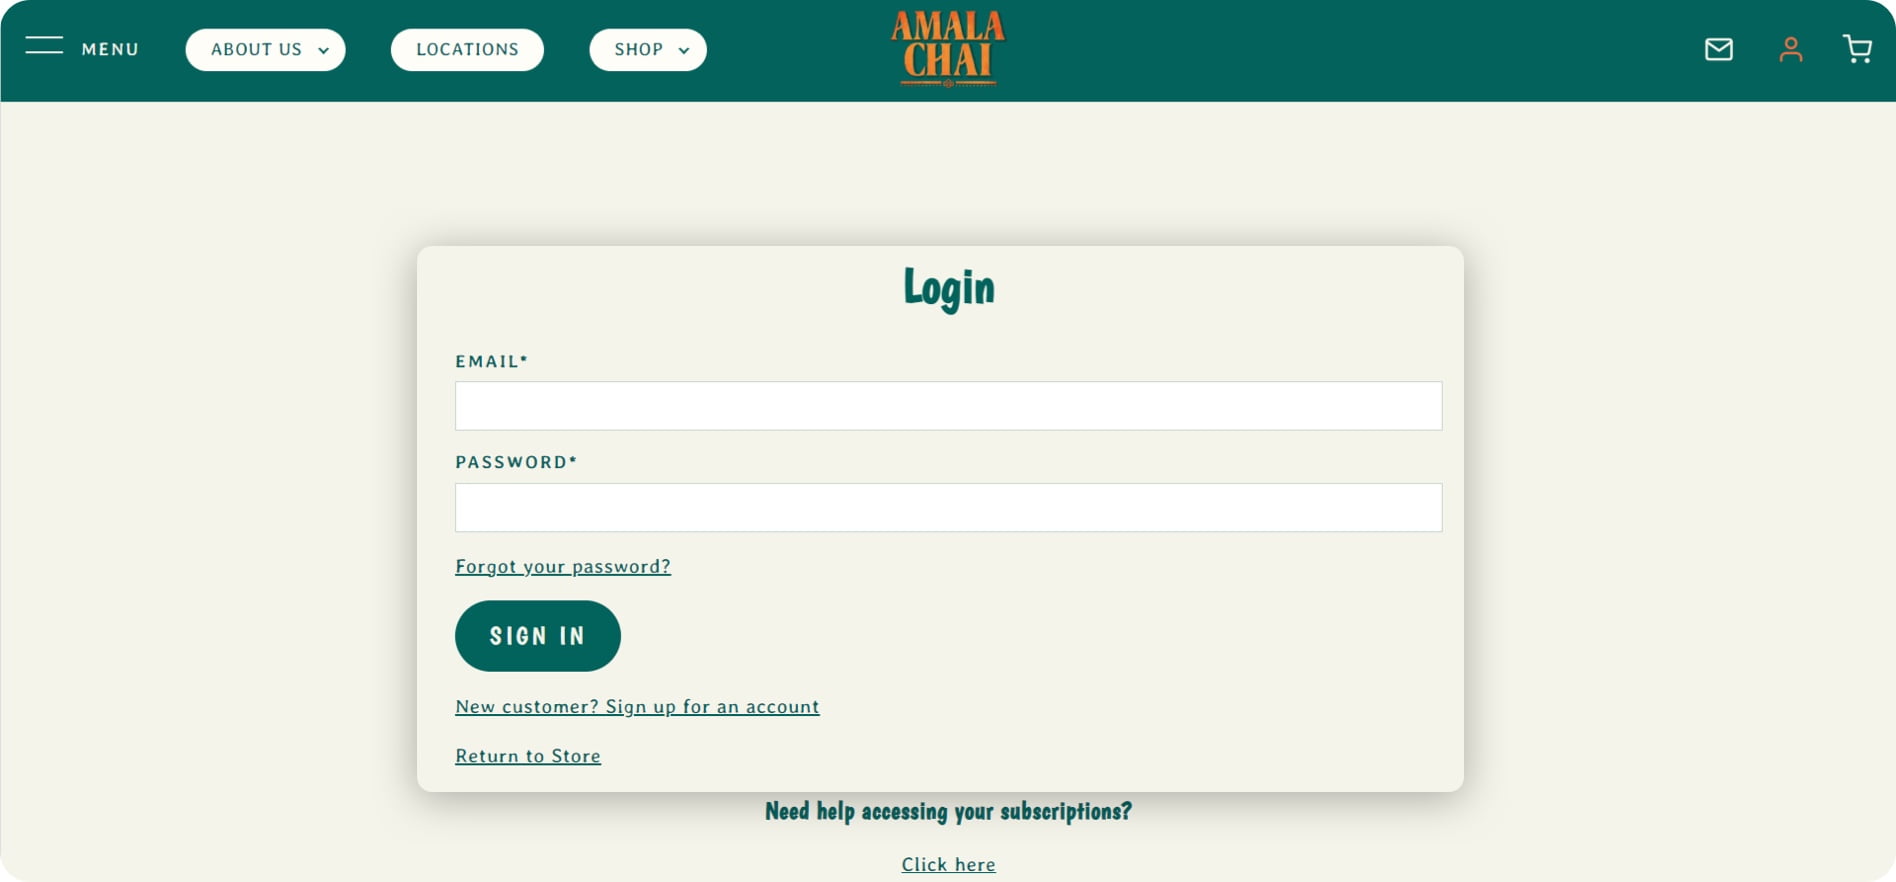 MENU
ABOUT US
LOCATIONS
SHOP
AMALA
CHAI
Login
EMAIL*
PASSWORD*
Forgot your password?
SIGN IN
New customer? Sign up for an account
Return to Store
Need help accessing your subscriptions?
Click here